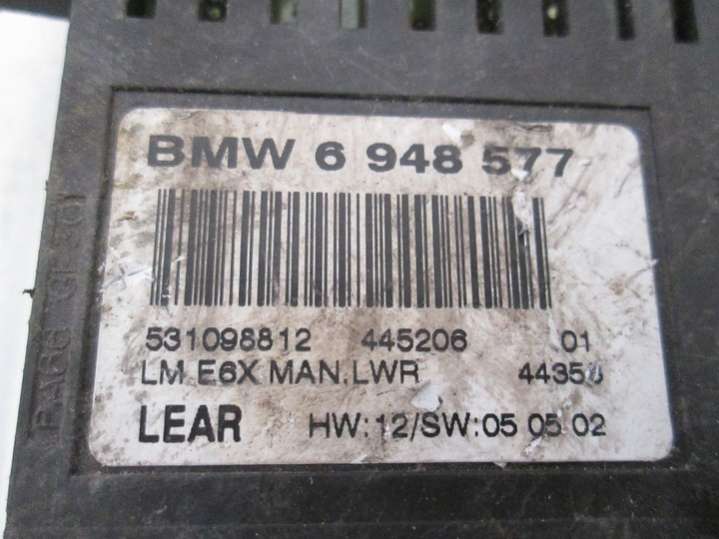 BMW 6 948 577
531098812 445206 01
LM E6X MAN.LWR
LEAR HW:12/SW:05 05 02